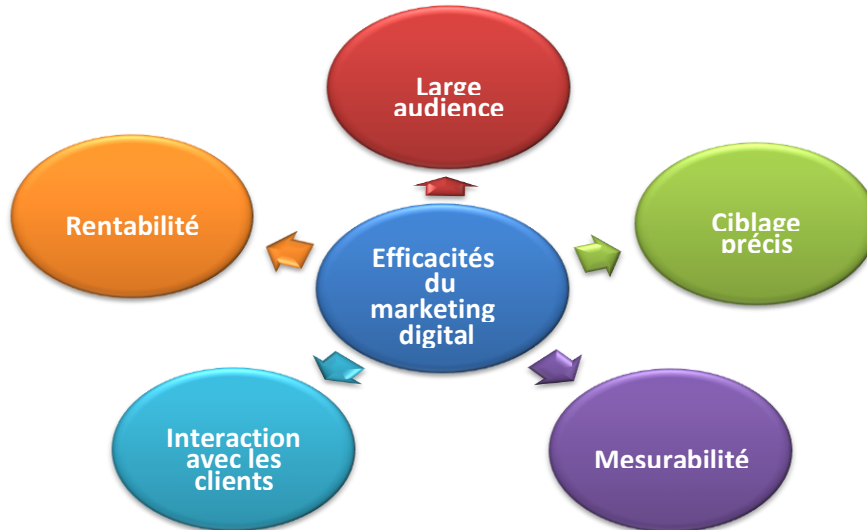 Large
audience
Rentabilité
Ciblage
précis
Efficacités
du
marketing
digital
Interaction
avec les
clients
Mesurabilité